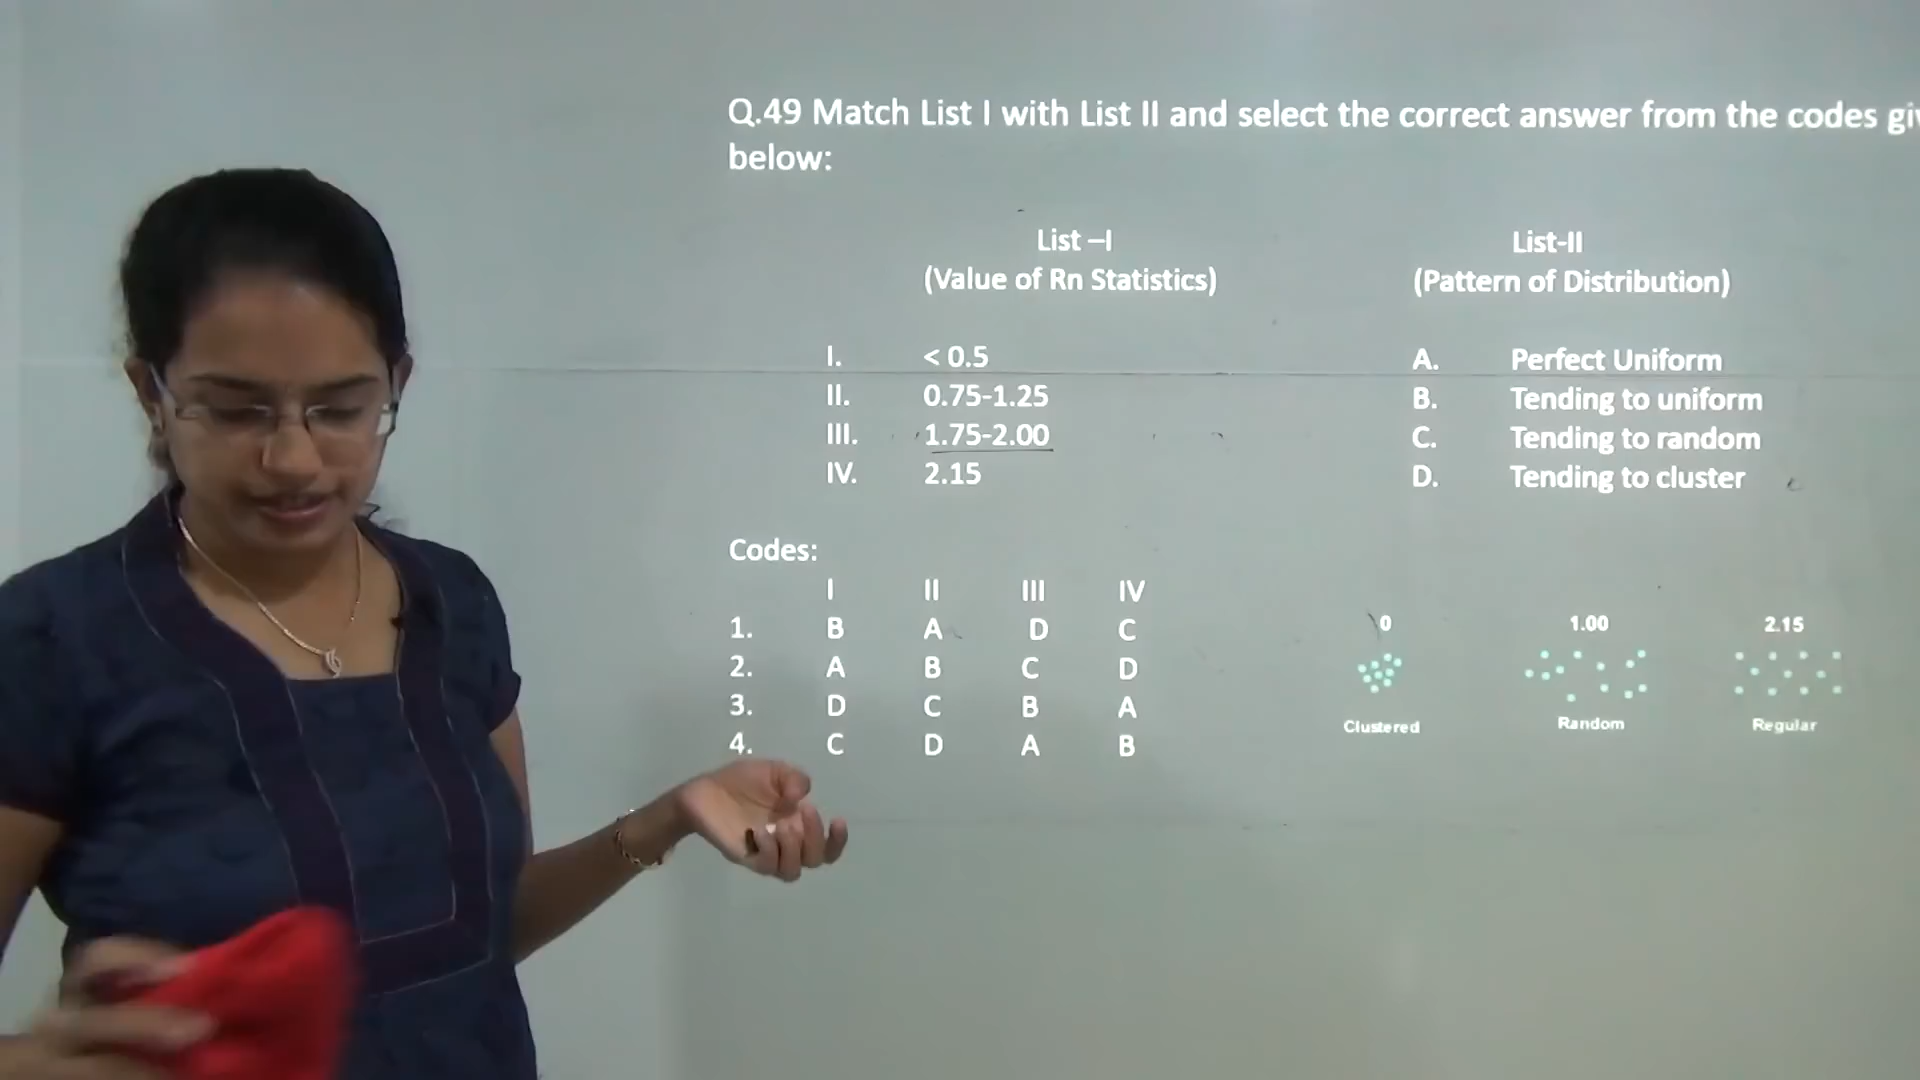 Q.49 Match List I with List II and select the correct answer from the codes
below:
List –I
(Value of Rn Statistics)
List-II
(Pattern of Distribution)
I. < 0.5
II. 0.75-1.25
III. 1.75-2.00
IV. 2.15
A. Perfect Uniform
B. Tending to uniform
C. Tending to random
D. Tending to cluster
Codes:
I II III IV
1. B A D C
2. A B C D
3. D C B A
4. C D A B
0 1.00 2.15
Clustered Random Regular